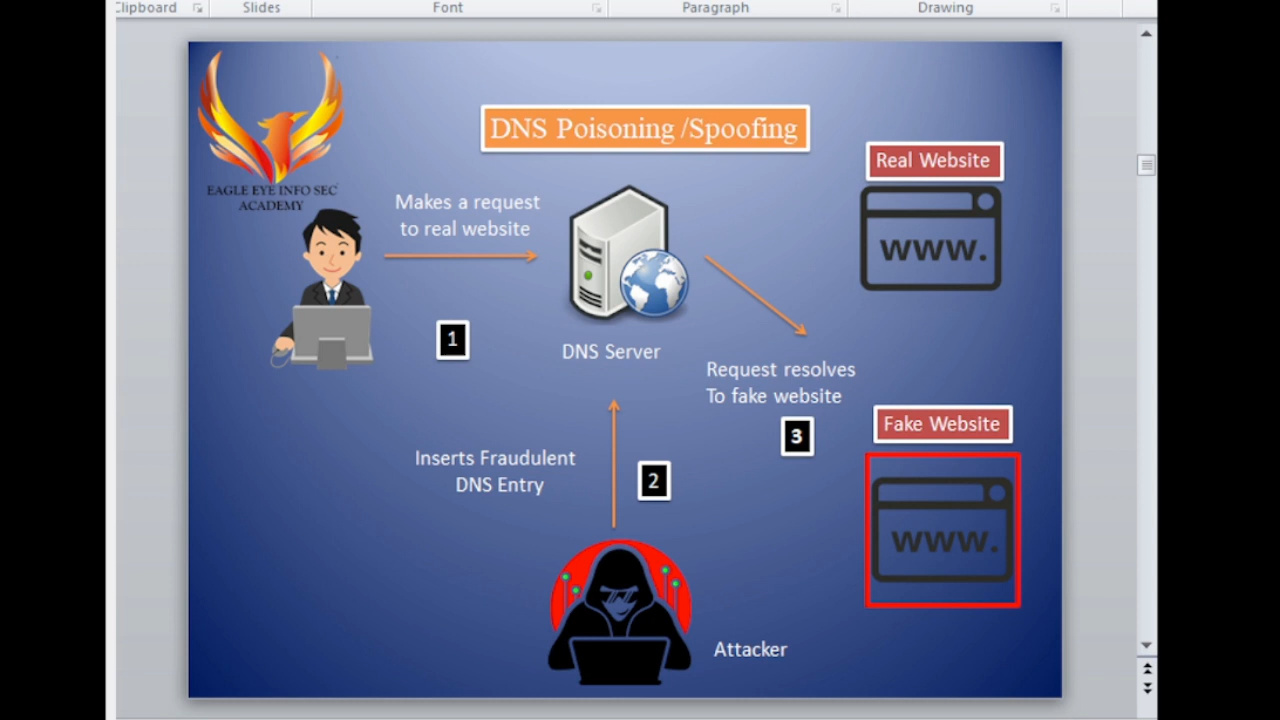 Clipboard
Slides
Font
Paragraph
Drawing
DNS Poisoning /Spoofing
EAGLE EYE INFO SEC
ACADEMY
Real Website
www.
Makes a request
to real website
1
DNS Server
Request resolves
To fake website
3
Fake Website
www.
Inserts Fraudulent
DNS Entry
2
Attacker